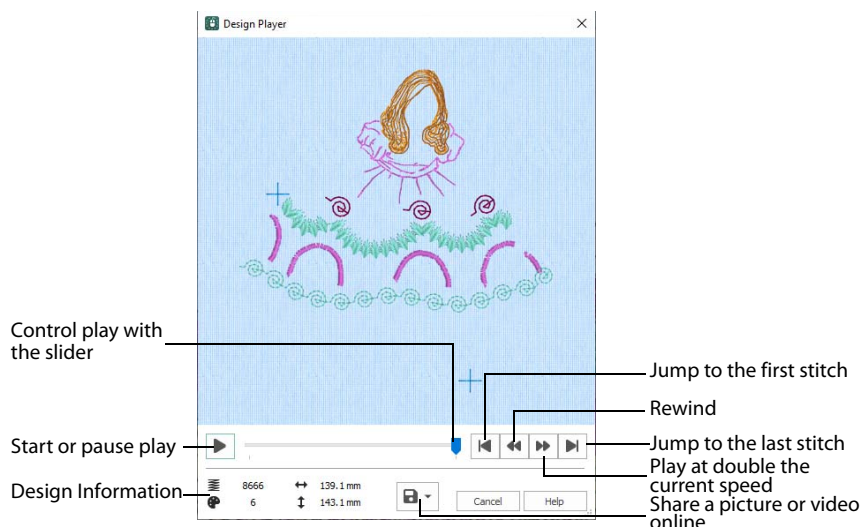 Design Player
Control play with
the slider
Jump to the first stitch
Rewind
Start or pause play
Jump to the last stitch
Play at double the
current speed
Design Information
8666
139.1 mm
6
143.1 mm
Cancel
Help
Share a picture or video
online